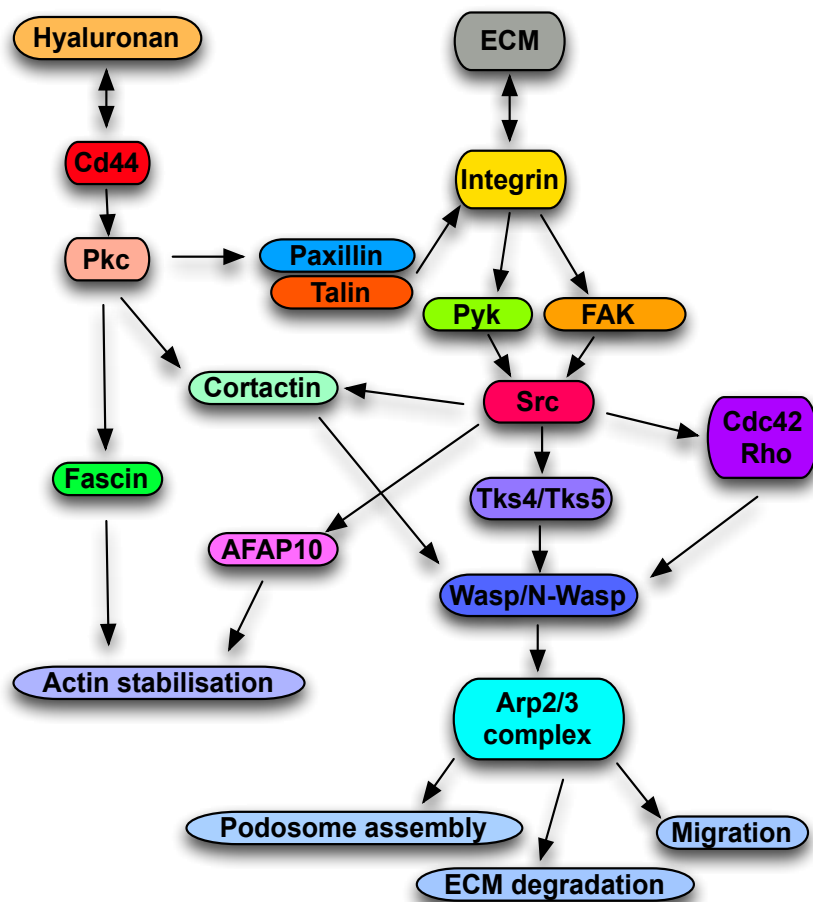 Hyaluronan
ECM
Cd44
Integrin
Pkc
Paxillin
Talin
Pyk
FAK
Cortactin
Src
Cdc42
Rho
Fascin
Tks4/Tks5
AFAP10
Wasp/N-Wasp
Actin stabilisation
Arp2/3
complex
Podosome assembly
Migration
ECM degradation